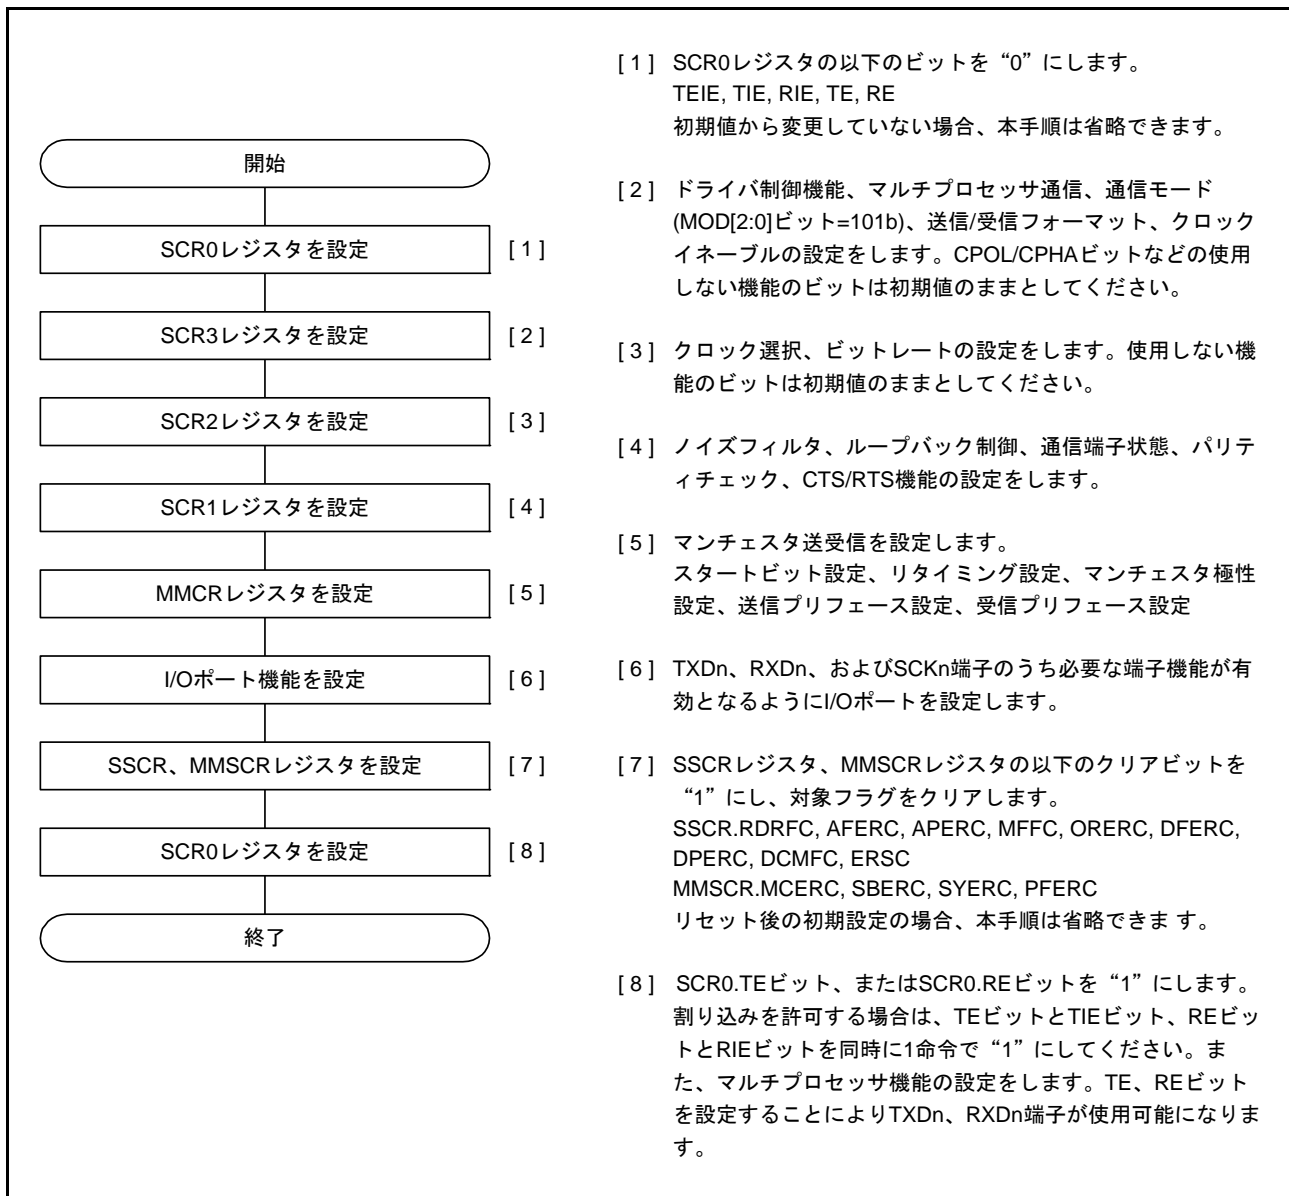 開始
SCR0レジスタを設定 [ 1 ]
SCR3レジスタを設定 [ 2 ]
SCR2レジスタを設定 [ 3 ]
SCR1レジスタを設定 [ 4 ]
MMCRレジスタを設定 [ 5 ]
I/Oポート機能を設定 [ 6 ]
SSCR、MMSCRレジスタを設定 [ 7 ]
SCR0レジスタを設定 [ 8 ]
終了
[ 1 ] SCR0レジスタの以下のビットを“0”にします。
TEIE, TIE, RIE, TE, RE
初期値から変更していない場合、本手順は省略できます。
[ 2 ] ドライバ制御機能、マルチプロセッサ通信、通信モード
(MOD[2:0]ビット=101b)、送信/受信フォーマット、クロック
イネーブルの設定をします。CPOL/CPHAビットなどの使用
しない機能のビットは初期値のままとしてください。
[ 3 ] クロック選択、ビットレートの設定をします。使用しない機
能のビットは初期値のままとしてください。
[ 4 ] ノイズフィルタ、ループバック制御、通信端子状態、パリテ
ィチェック、CTS/RTS機能の設定をします。
[ 5 ] マンチェスタ送受信を設定します。
スタートビット設定、リタイミング設定、マンチェスタ極性
設定、送信プリフェース設定、受信プリフェース設定
[ 6 ] TXDn、RXDn、およびSCKn端子のうち必要な端子機能が有
効となるようにI/Oポートを設定します。
[ 7 ] SSCRレジスタ、MMSCRレジスタの以下のクリアビットを
“1”にし、対象フラグをクリアします。
SSCR.RDRFC, AFERC, APERC, MFFC, ORERC, DFERC,
DPERC, DCMFC, ERSC
MMSCR.MCERC, SBERC, SYERC, PFERC
リセット後の初期設定の場合、本手順は省略できま す。
[ 8 ] SCR0.TEビット、またはSCR0.REビットを“1”にします。
割り込みを許可する場合は、TEビットとTIEビット、REビッ
トとRIEビットを同時に1命令で“1”にしてください。ま
た、マルチプロセッサ機能の設定をします。TE、REビット
を設定することによりTXDn、RXDn端子が使用可能になりま
す。